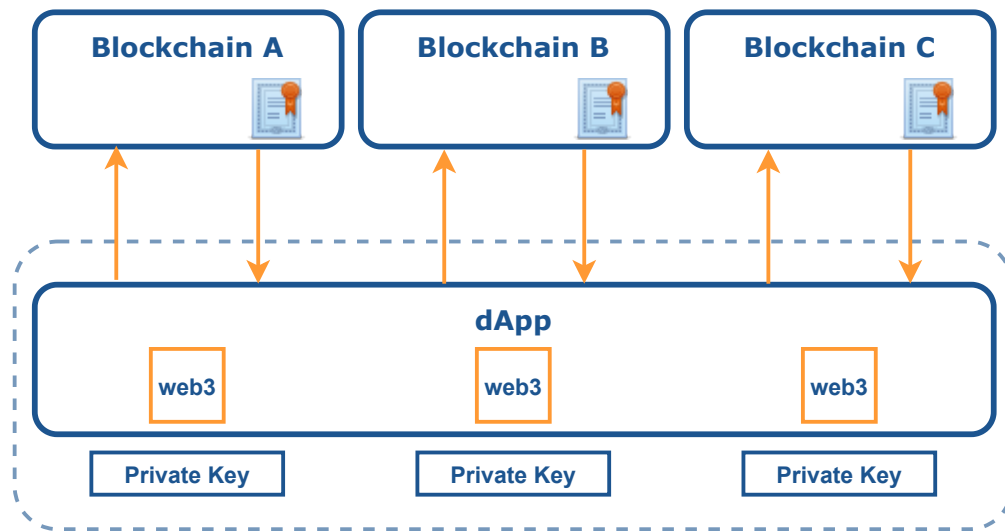 Blockchain A
Blockchain B
Blockchain C
dApp
web3
web3
web3
Private Key
Private Key
Private Key